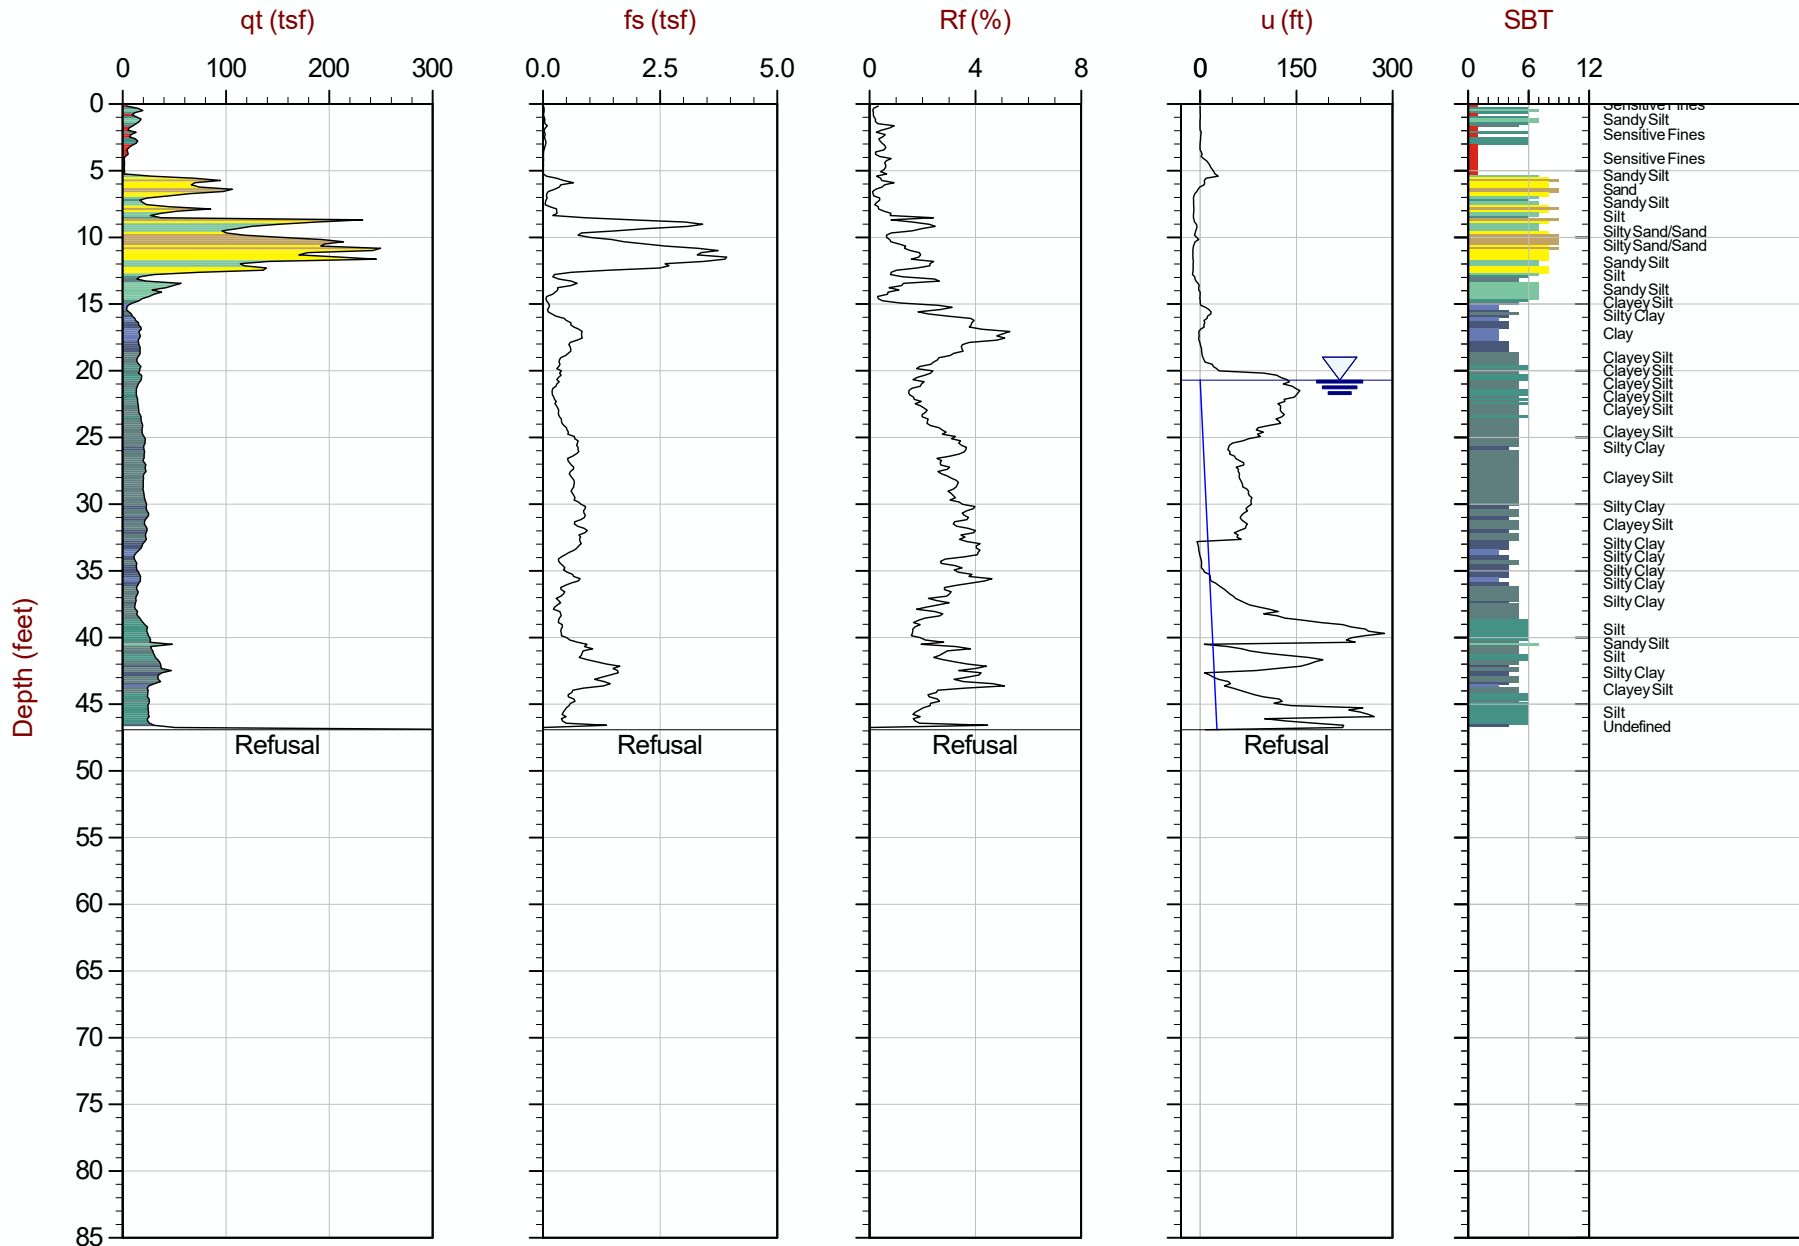 qt (tsf) fs (tsf) Rf (%) u (ft) SBT
0 100 200 300 0.0 2.5 5.0 0 4 8 0 150 300 0 6 12
0
5
10
15
20
25
30
35
40
45
50
55
60
65
70
75
80
85
Depth (feet)
Sensitive Fines
Sandy Silt
Sensitive Fines
Sensitive Fines
Sandy Silt
Sand
Sandy Silt
Silt
Silty Sand/Sand
Silty Sand/Sand
Sandy Silt
Silt
Sandy Silt
Clayey Silt
Silty Clay
Clay
Clayey Silt
Clayey Silt
Clayey Silt
Clayey Silt
Clayey Silt
Clayey Silt
Silty Clay
Clayey Silt
Silty Clay
Clayey Silt
Silty Clay
Silty Clay
Silty Clay
Silty Clay
Silty Clay
Silt
Sandy Silt
Silt
Silty Clay
Clayey Silt
Silt
Undefined
Refusal Refusal Refusal Refusal